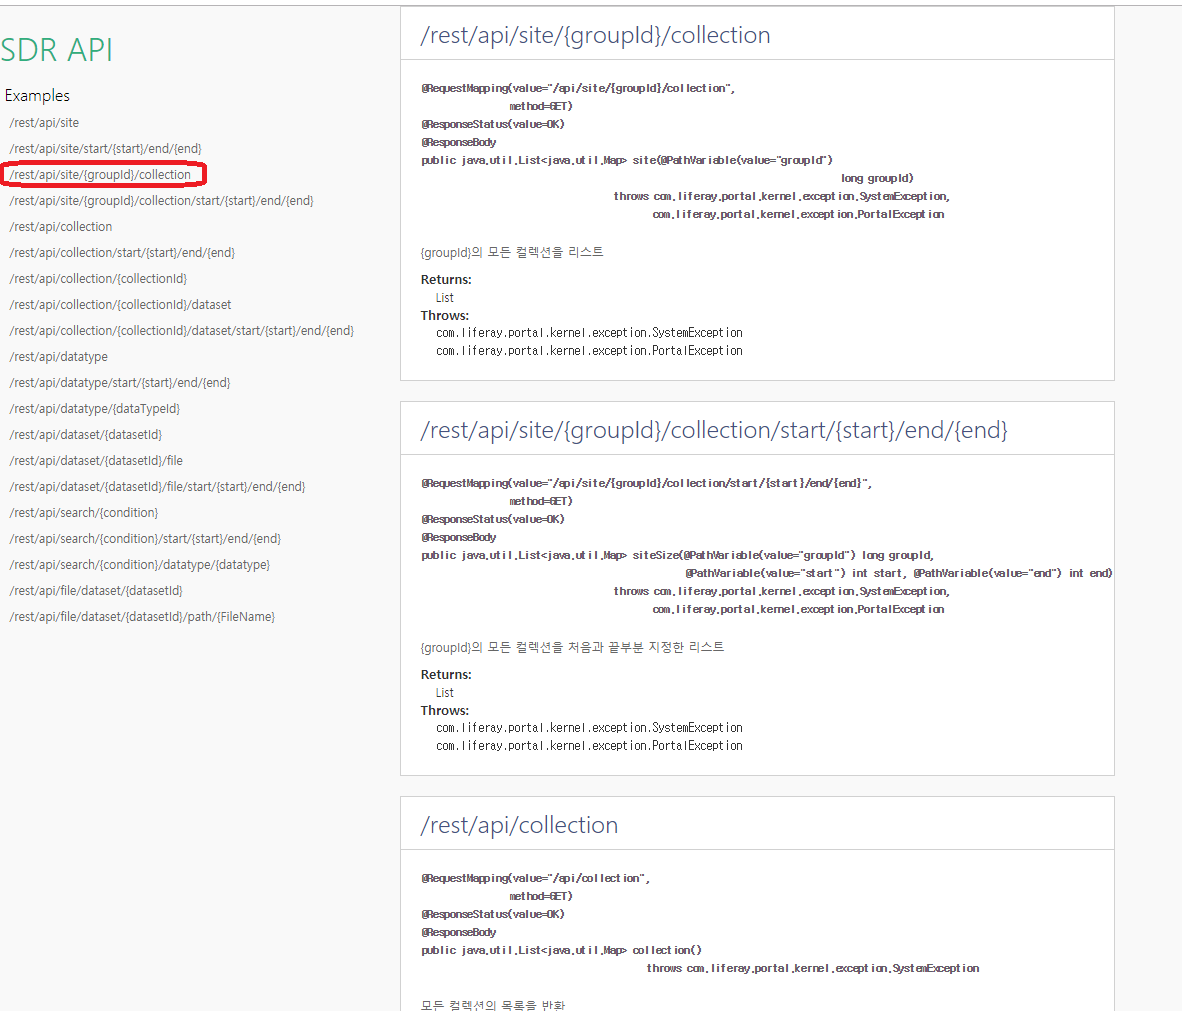 SDR API
Examples
/rest/api/site
/rest/api/site/start/{start}/end/{end}
/rest/api/site/{groupId}/collection
/rest/api/site/{groupId}/collection/start/{start}/end/{end}
/rest/api/collection
/rest/api/collection/start/{start}/end/{end}
/rest/api/collection/{collectionId}
/rest/api/collection/{collectionId}/dataset
/rest/api/collection/{collectionId}/dataset/start/{start}/end/{end}
/rest/api/datatype
/rest/api/datatype/start/{start}/end/{end}
/rest/api/datatype/{dataTypeId}
/rest/api/dataset/{datasetId}
/rest/api/dataset/{datasetId}/file
/rest/api/dataset/{datasetId}/file/start/{start}/end/{end}
/rest/api/search/{condition}
/rest/api/search/{condition}/start/{start}/end/{end}
/rest/api/search/{condition}/datatype/{datatype}
/rest/api/file/dataset/{datasetId}
/rest/api/file/dataset/{datasetId}/path/{FileName}
/rest/api/site/{groupId}/collection
@RequestMapping(value="/api/site/{groupId}/collection",
method=GET)
@ResponseStatus(value=OK)
@ResponseBody
public java.util.List<java.util.Map> site(@PathVariable(value="groupId")
long groupId)
throws com.liferay.portal.kernel.exception.SystemException,
com.liferay.portal.kernel.exception.PortalException
{groupId}의 모든 컬렉션을 리스트
Returns:
List
Throws:
com.liferay.portal.kernel.exception.SystemException
com.liferay.portal.kernel.exception.PortalException
/rest/api/site/{groupId}/collection/start/{start}/end/{end}
@RequestMapping(value="/api/site/{groupId}/collection/start/{start}/end/{end}",
method=GET)
@ResponseStatus(value=OK)
@ResponseBody
public java.util.List<java.util.Map> siteSize(@PathVariable(value="groupId") long groupId,
@PathVariable(value="start") int start, @PathVariable(value="end") int end)
throws com.liferay.portal.kernel.exception.SystemException,
com.liferay.portal.kernel.exception.PortalException
{groupId}의 모든 컬렉션을 처음과 끝부분 지정한 리스트
Returns:
List
Throws:
com.liferay.portal.kernel.exception.SystemException
com.liferay.portal.kernel.exception.PortalException
/rest/api/collection
@RequestMapping(value="/api/collection",
method=GET)
@ResponseStatus(value=OK)
@ResponseBody
public java.util.List<java.util.Map> collection()
throws com.liferay.portal.kernel.exception.SystemException
모든 컬렉션의 목록을 반환